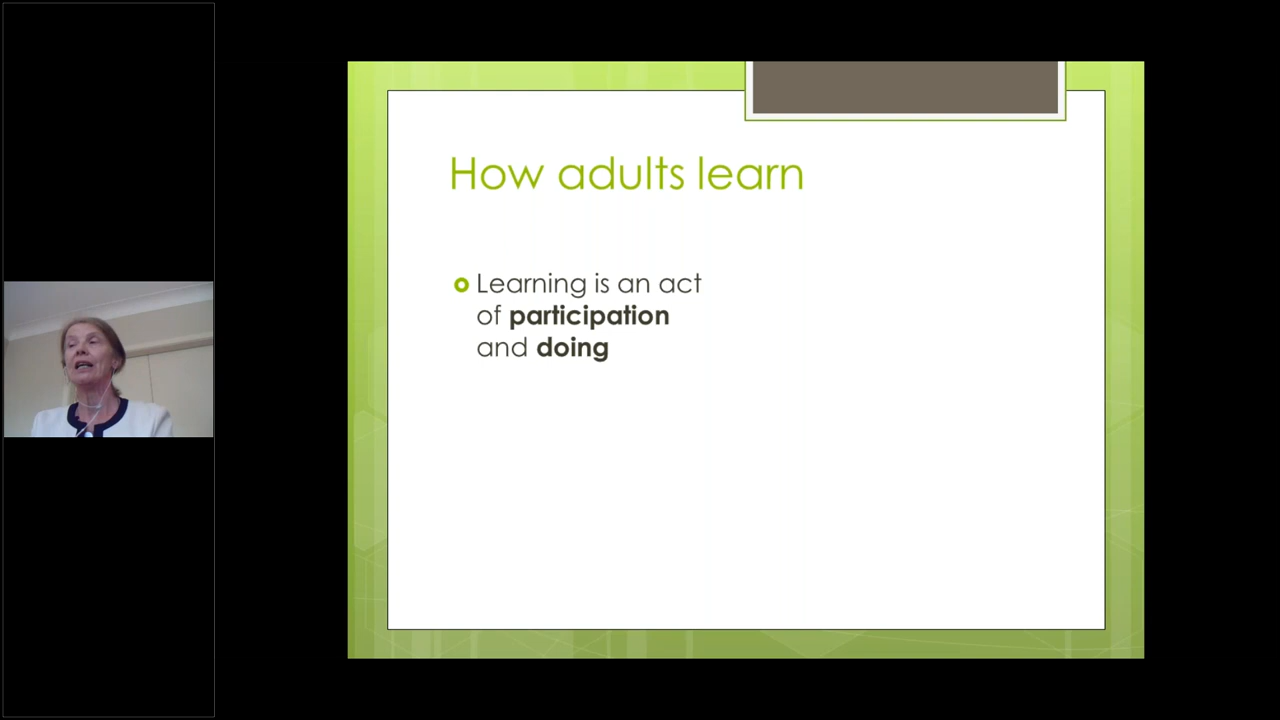 How adults learn
Learning is an act
of participation
and doing